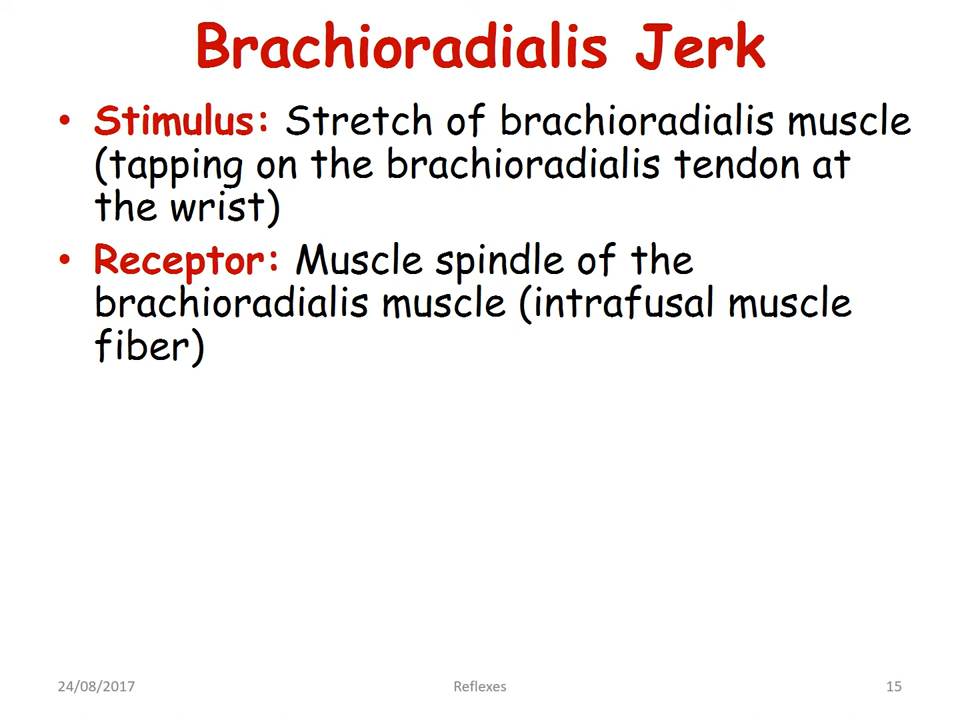 Brachioradialis Jerk
• Stimulus: Stretch of brachioradialis muscle
(tapping on the brachioradialis tendon at
the wrist)
• Receptor: Muscle spindle of the
brachioradialis muscle (intrafusal muscle
fiber)
24/08/2017 Reflexes 15